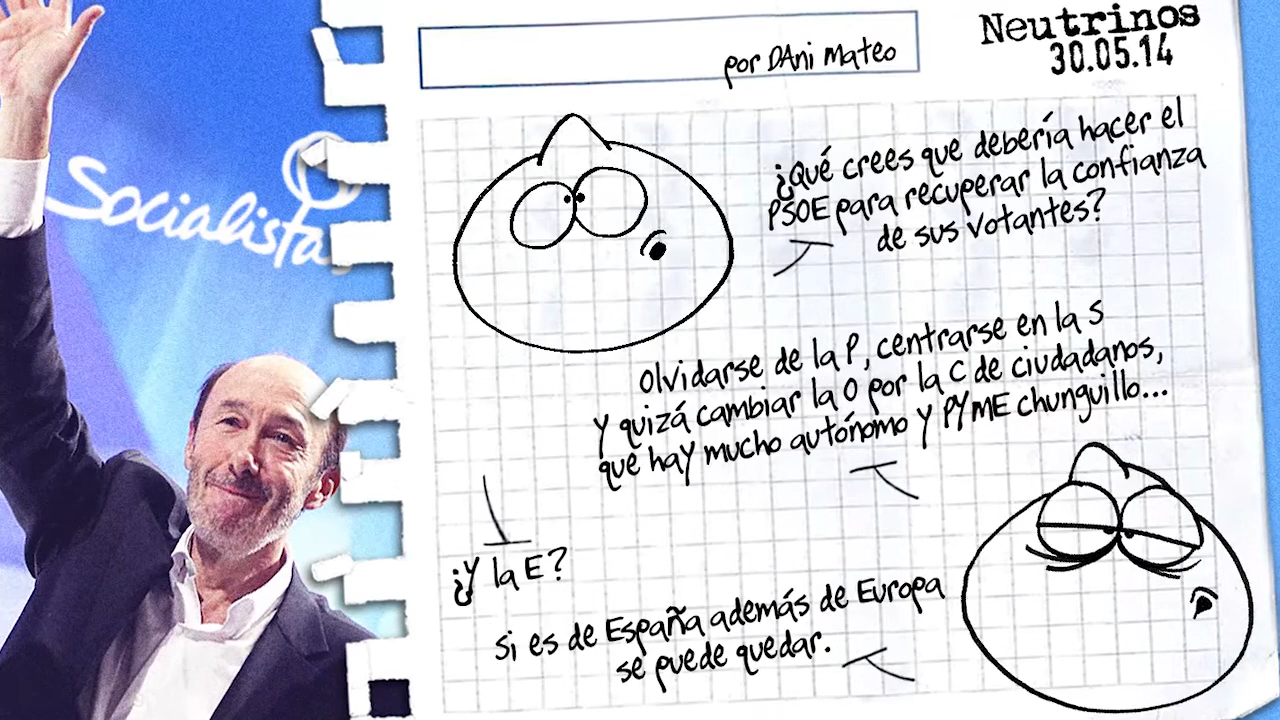 Socialista
por DAni Mateo
Neutrinos
30.05.14
¿Qué crees que debería hacer el
PSOE para recuperar la confianza
de sus votantes?
Olvidarse de la P, centrarse en la S
y quizá cambiar la O por la C de ciudadanos,
que hay mucho autónomo y PYME chunguillo...
¿Y la E?
Si es de España además de Europa
se puede quedar.